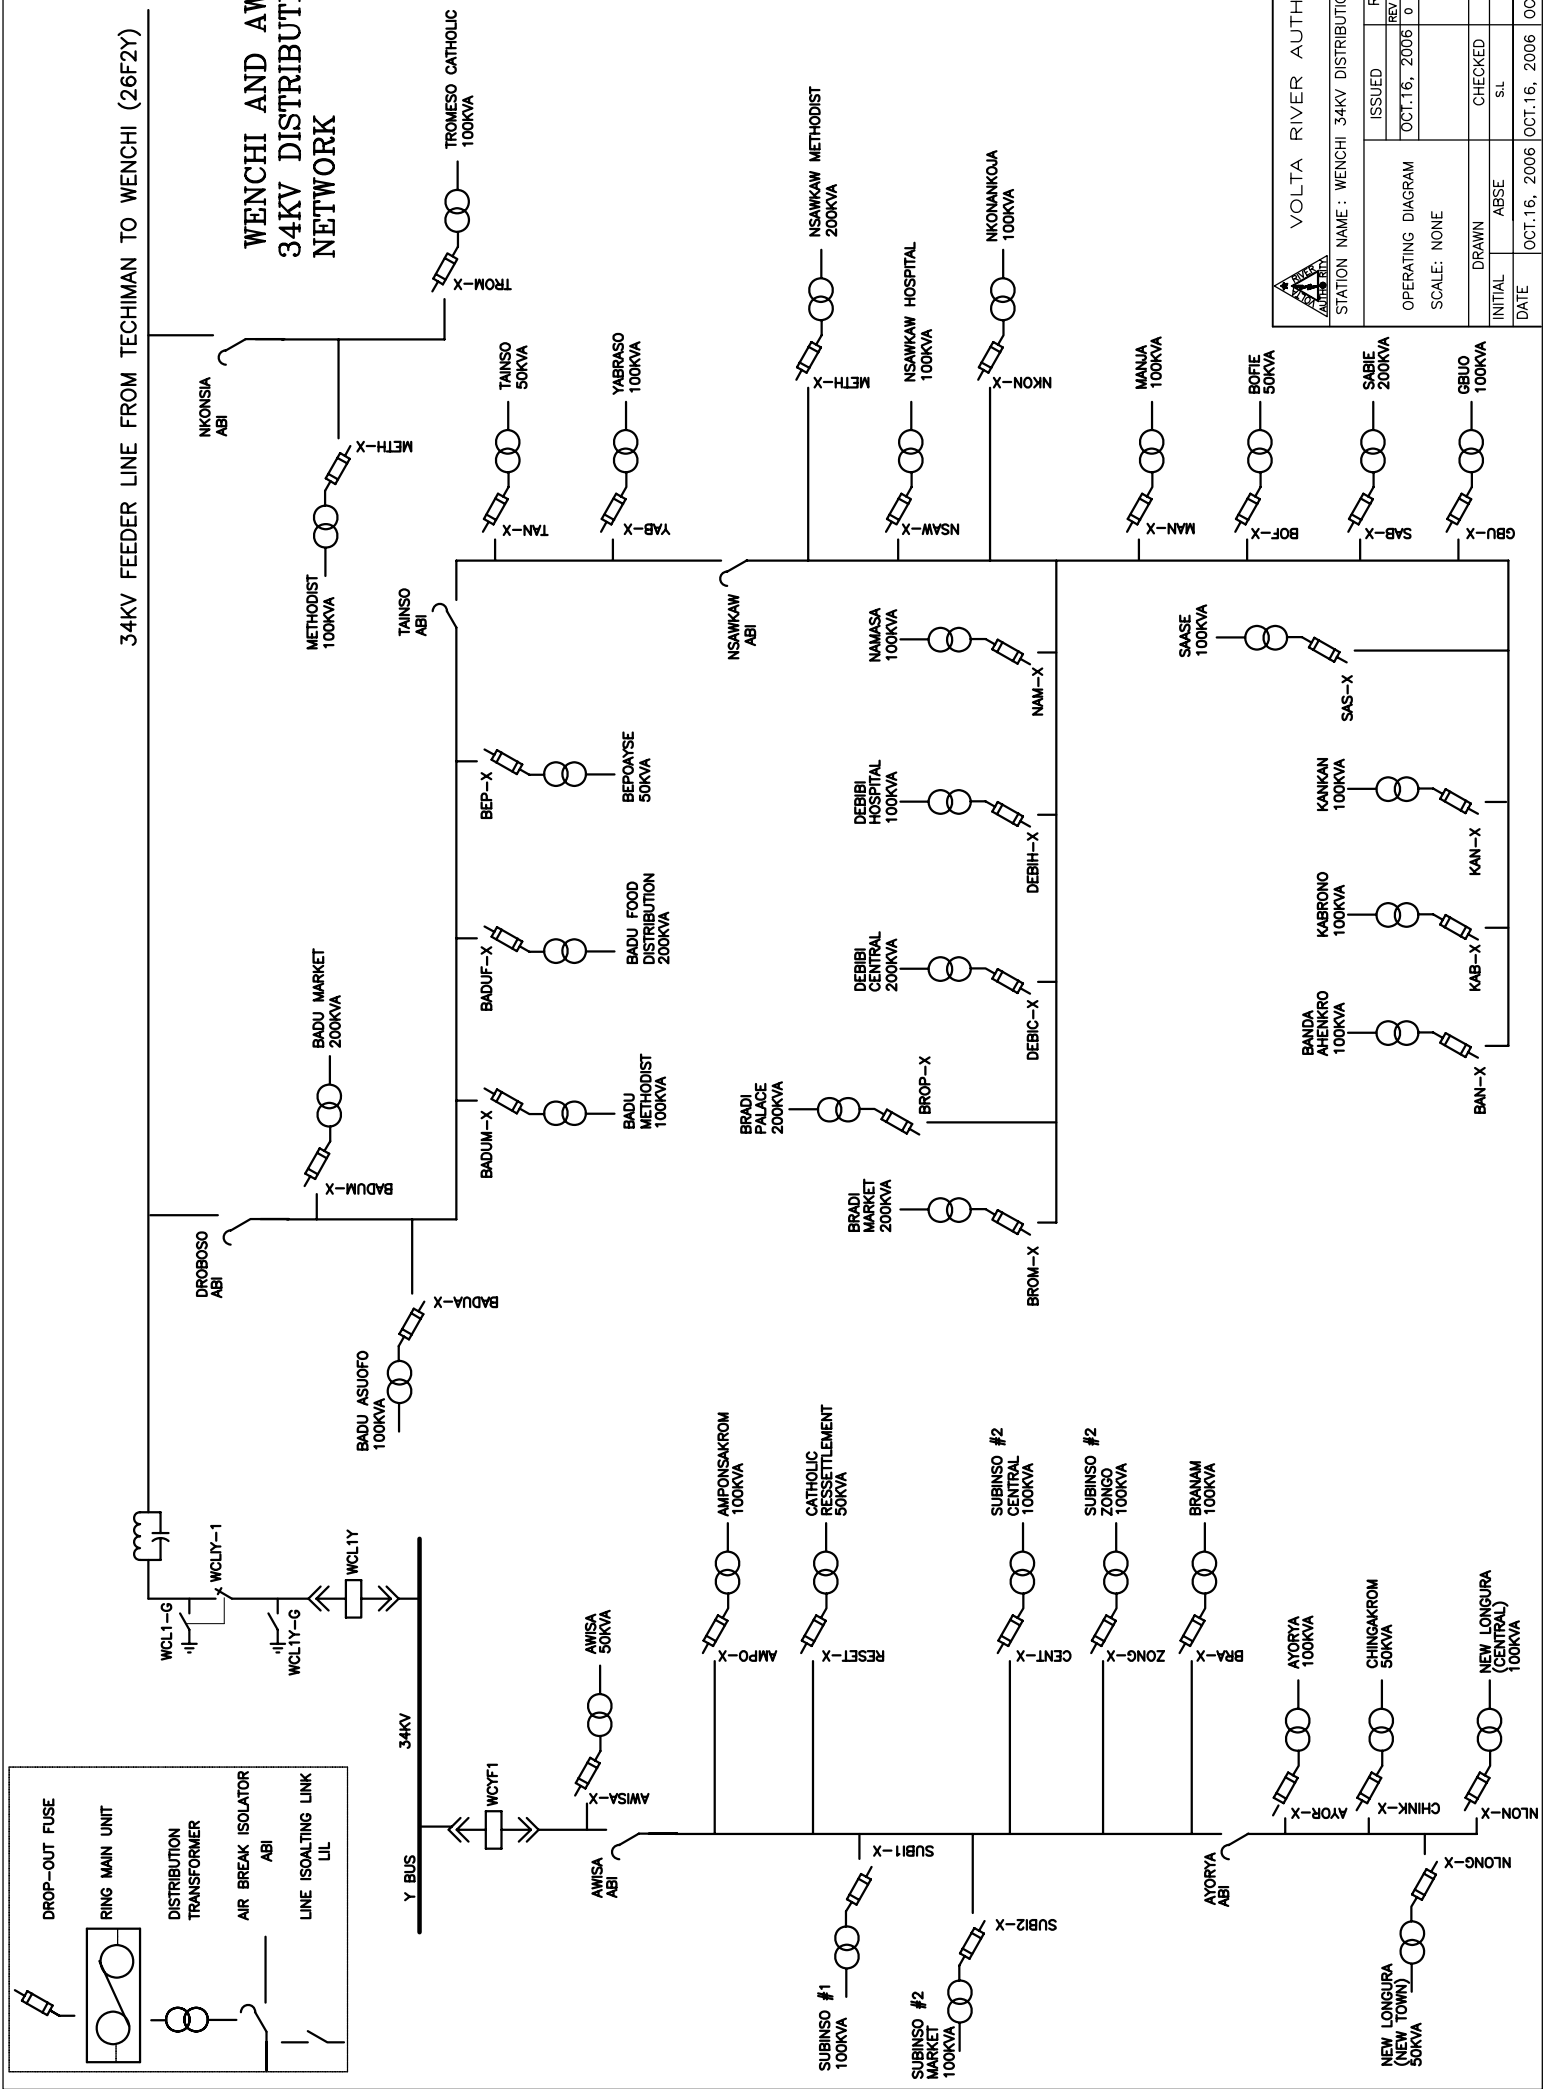 34KV FEEDER LINE FROM TECHIMAN TO WENCHI (26F2Y)
WENCHI AND AW
34KV DISTRIBUT
NETWORK
DROP-OUT FUSE
RING MAIN UNIT
DISTRIBUTION
TRANSFORMER
AIR BREAK ISOLATOR
ABI
LINE ISOALTING LINK
LIL
WCL1-G
WCLIY-1
WCL1Y-G
WCL1Y
Y BUS
34KV
WCYF1
DROBOSO
ABI
BADUM-X
BADU MARKET
200KVA
BADU ASUOFO
100KVA
BADUA-X
NKONSIA
ABI
METHODIST
100KVA
METH-X
TROM-X
TROMESO CATHOLIC
100KVA
BADUM-X
BADU
METHODIST
100KVA
BADUF-X
BADU FOOD
DISTRIBUTION
200KVA
BEP-X
BEPOAYSE
50KVA
TAINSO
ABI
TAN-X
TAINSO
50KVA
YAB-X
YABRASO
100KVA
NSAWKAW
ABI
METH-X
NSAWKAW METHODIST
200KVA
NSAW-X
NSAWKAW HOSPITAL
100KVA
NKON-X
NKONANKOJA
100KVA
BRADI
MARKET
200KVA
BROM-X
BRADI
PALACE
200KVA
BROP-X
DEBIBI
CENTRAL
200KVA
DEBIC-X
DEBIBI
HOSPITAL
100KVA
DEBIH-X
NAMASA
100KVA
NAM-X
MAN-X
MANJA
100KVA
BOF-X
BOFIE
50KVA
SAB-X
SABIE
200KVA
GBU-X
GBUO
100KVA
BANDA
AHENKRO
100KVA
BAN-X
KABRONO
100KVA
KAB-X
KANKAN
100KVA
KAN-X
SAASE
100KVA
SAS-X
AWISA-X
AWISA
50KVA
AWISA
ABI
AMPO-X
AMPONSAKROM
100KVA
RESET-X
CATHOLIC
RESSETTLEMENT
50KVA
SUBINSO #1
100KVA
SUBI1-X
SUBINSO #2
MARKET
100KVA
SUBI2-X
CENT-X
SUBINSO #2
CENTRAL
100KVA
ZONG-X
SUBINSO #2
ZONGO
100KVA
BRA-X
BRANAM
100KVA
AYORYA
ABI
AYOR-X
AYORYA
100KVA
CHINK-X
CHINGAKROM
50KVA
NEW LONGURA
(NEW TOWN)
50KVA
NLONG-X
NLON-X
NEW LONGURA
(CENTRAL)
100KVA
VOLTA RIVER AUTHORITY
VOLTA RIVER AUTH
STATION NAME : WENCHI 34KV DISTRIBUTIO
OPERATING DIAGRAM
SCALE: NONE
ISSUED
R
REV
OCT.16, 2006
0
DRAWN
CHECKED
INITIAL
ABSE
S.L
DATE
OCT.16, 2006
OCT.16, 2006
OC